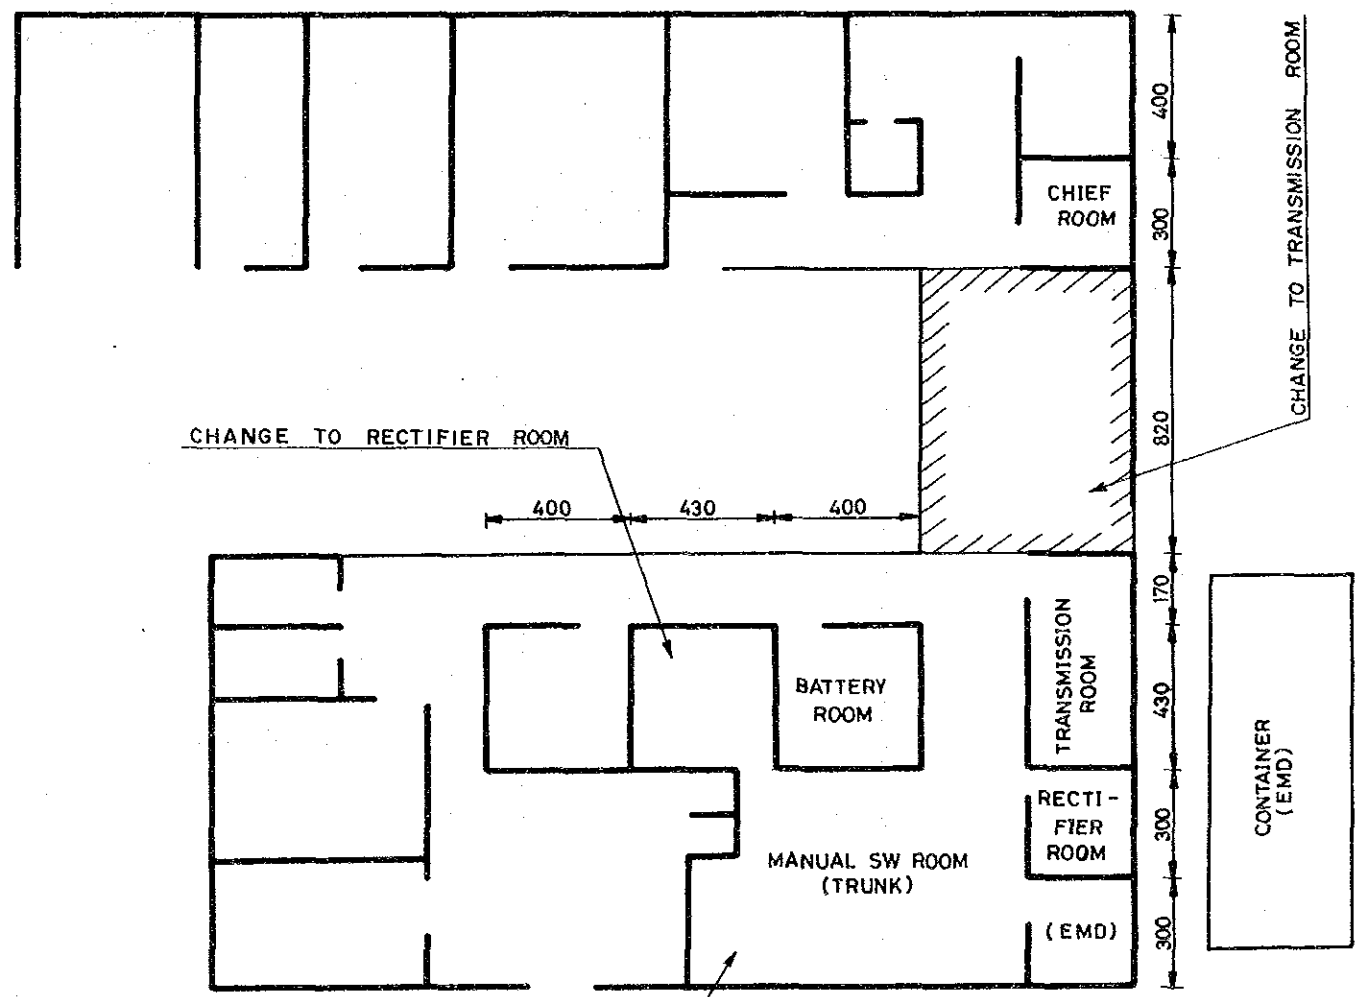 400
CHIEF
ROOM
300
CHANGE TO TRANSMISSION ROOM
820
CHANGE TO RECTIFIER ROOM
400
430
400
170
TRANSMISSION
ROOM
430
BATTERY
ROOM
CONTAINER
(EMD)
RECTI-
FIER
ROOM
300
MANUAL SW ROOM
(TRUNK)
(EMD)
300